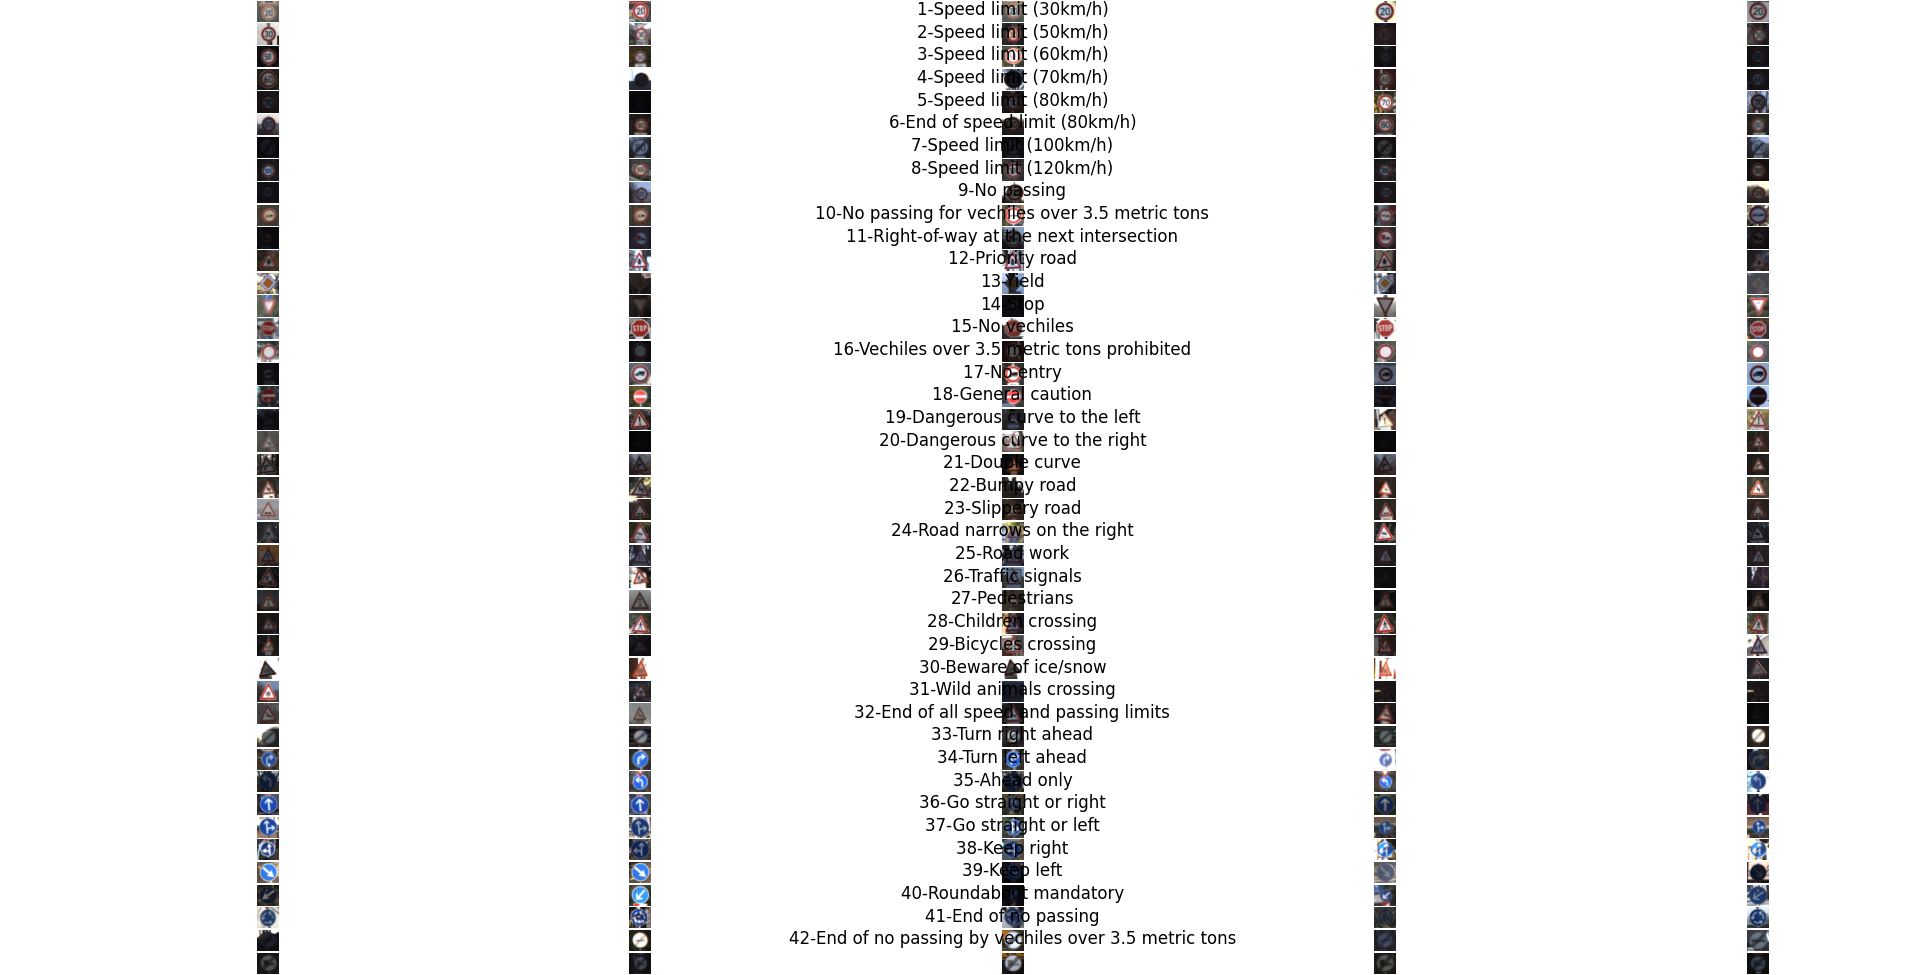 1-Speed limit (30km/h)
2-Speed limit (50km/h)
3-Speed limit (60km/h)
4-Speed limit (70km/h)
5-Speed limit (80km/h)
6-End of speed limit (80km/h)
7-Speed limit (100km/h)
8-Speed limit (120km/h)
9-No passing
10-No passing for vechiles over 3.5 metric tons
11-Right-of-way at the next intersection
12-Priority road
13-Yield
14-Stop
15-No vechiles
16-Vechiles over 3.5 metric tons prohibited
17-No entry
18-General caution
19-Dangerous curve to the left
20-Dangerous curve to the right
21-Double curve
22-Bumpy road
23-Slippery road
24-Road narrows on the right
25-Road work
26-Traffic signals
27-Pedestrians
28-Children crossing
29-Bicycles crossing
30-Beware of ice/snow
31-Wild animals crossing
32-End of all speed and passing limits
33-Turn right ahead
34-Turn left ahead
35-Ahead only
36-Go straight or right
37-Go straight or left
38-Keep right
39-Keep left
40-Roundabout mandatory
41-End of no passing
42-End of no passing by vechiles over 3.5 metric tons